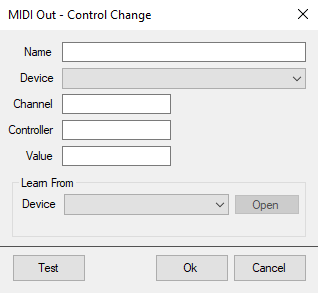 MIDI Out - Control Change
Name
Device
Channel
Controller
Value
Learn From
Device Open
Test Ok Cancel